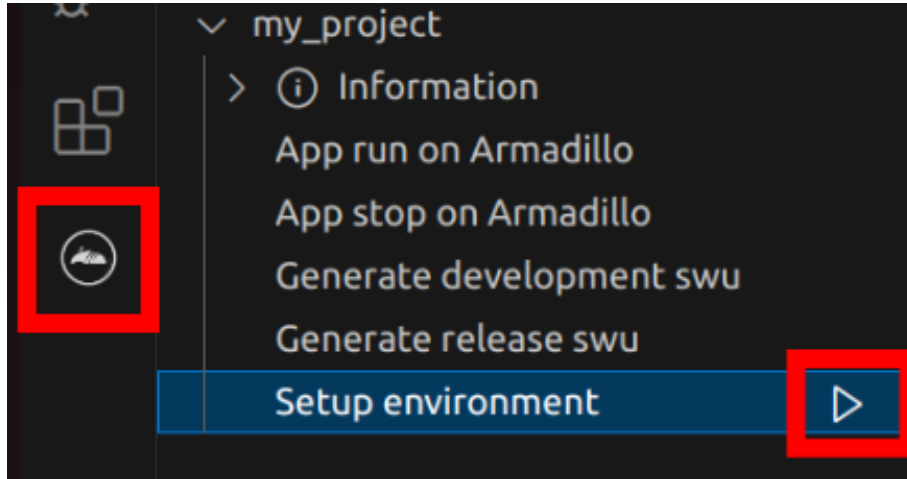 my_project
Information
App run on Armadillo
App stop on Armadillo
Generate development swu
Generate release swu
Setup environment